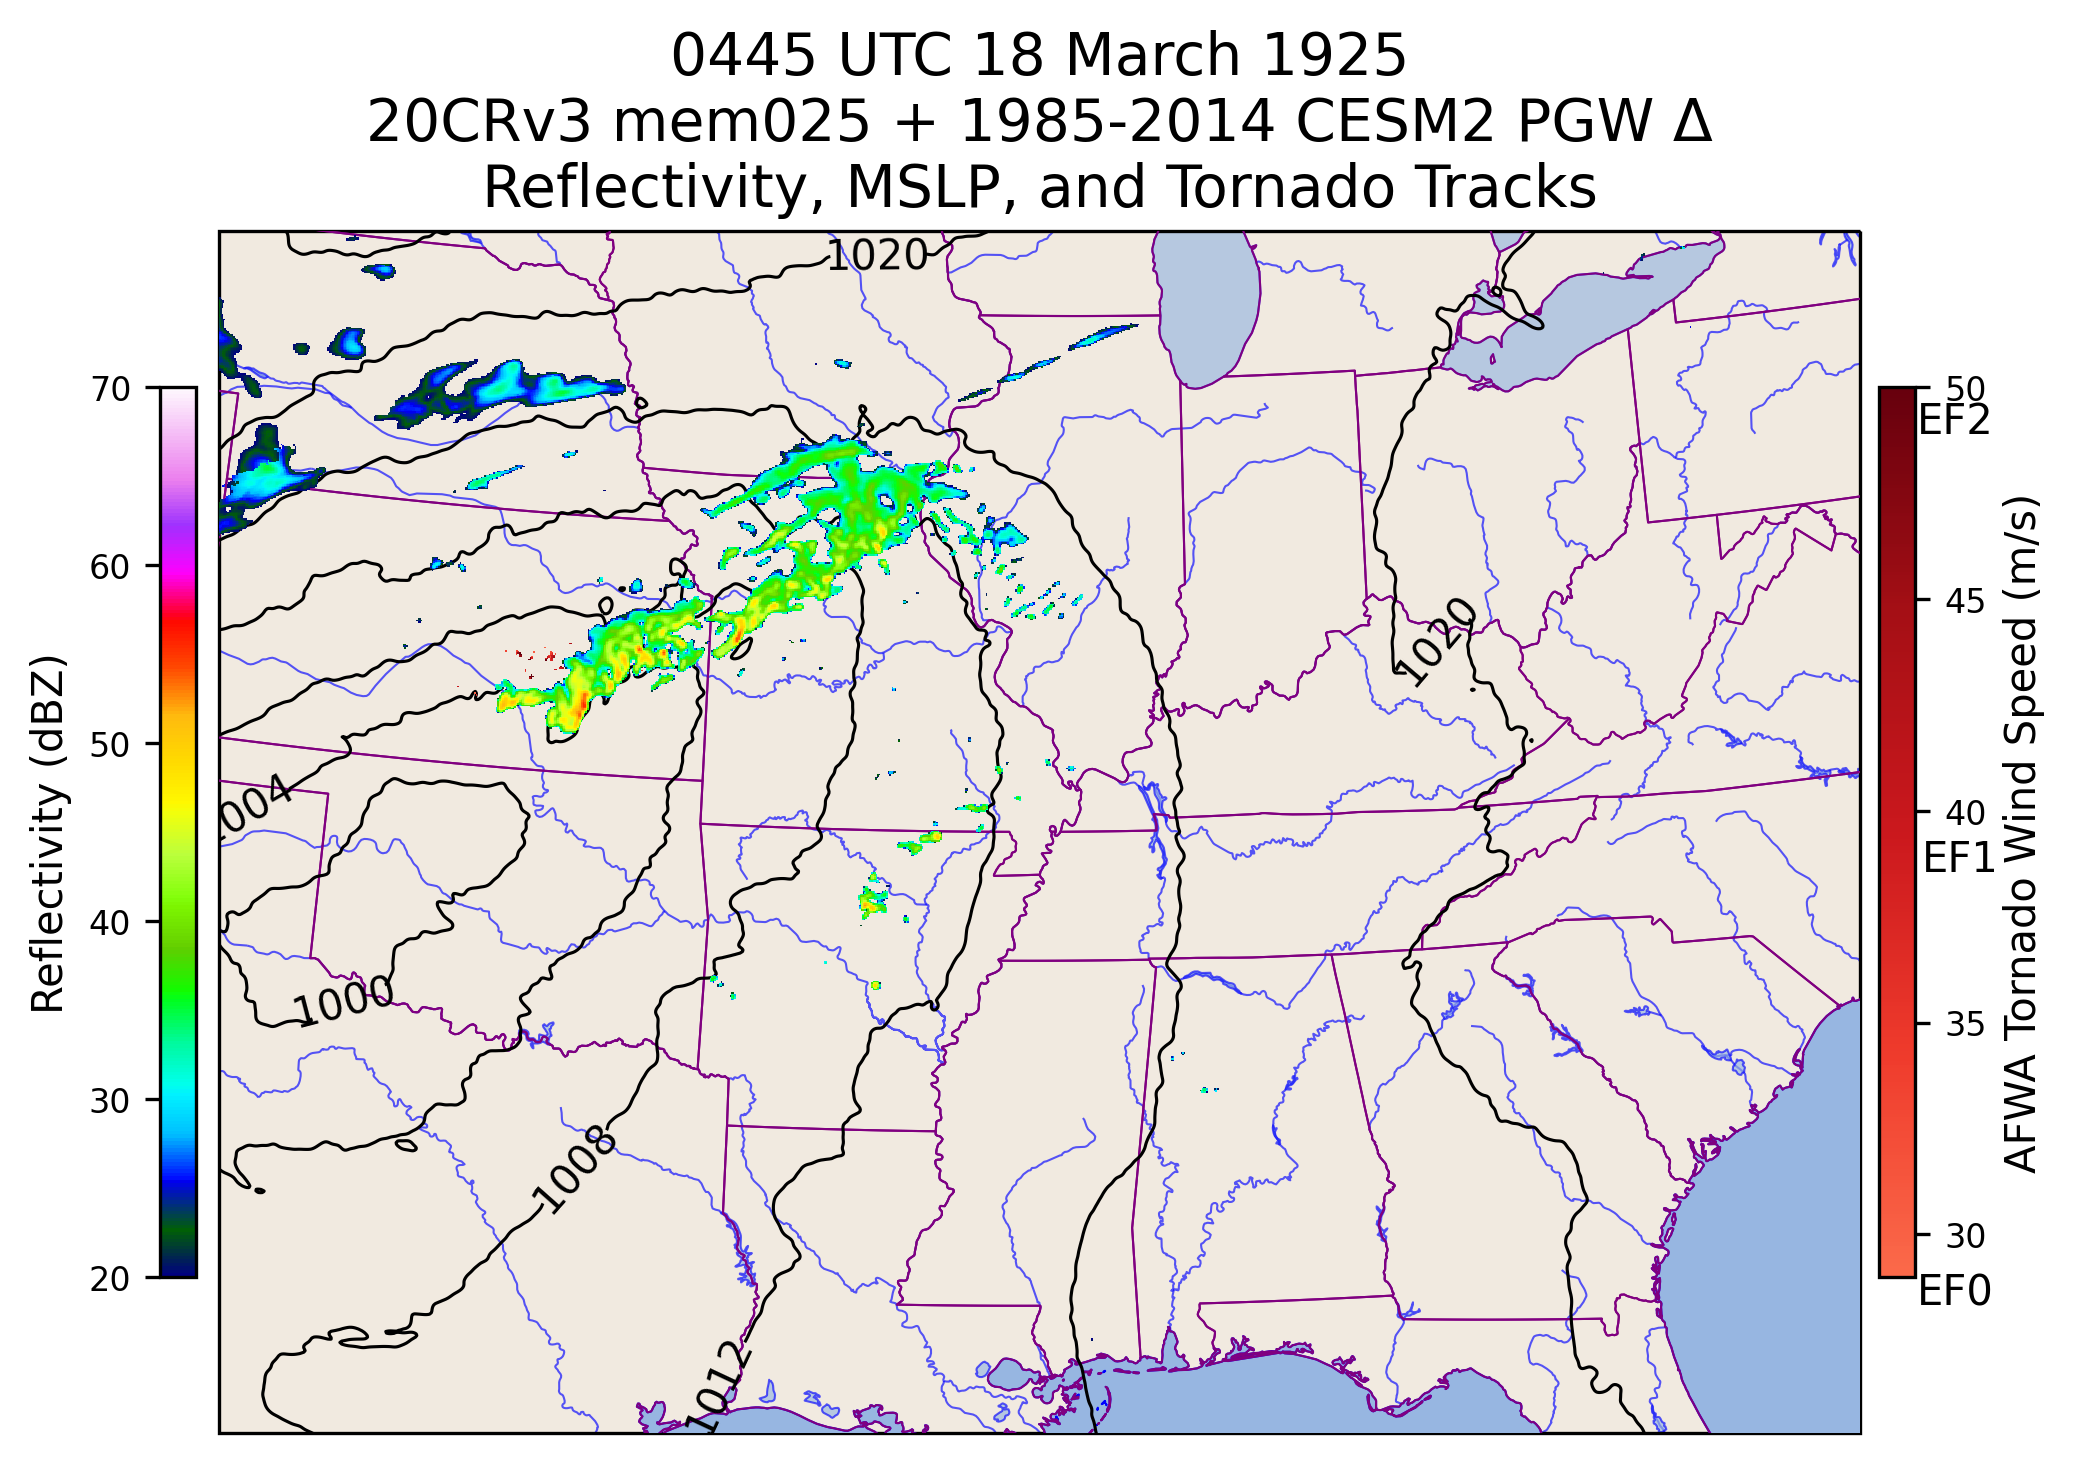 0445 UTC 18 March 1925
20CRv3 mem025 + 1985-2014 CESM2 PGW Δ
Reflectivity, MSLP, and Tornado Tracks
1020
1020
1004
1000
1008
1012
Reflectivity (dBZ)
70
60
50
40
30
20
50
EF2
45
40
EF1
35
30
EF0
AFWA Tornado Wind Speed (m/s)